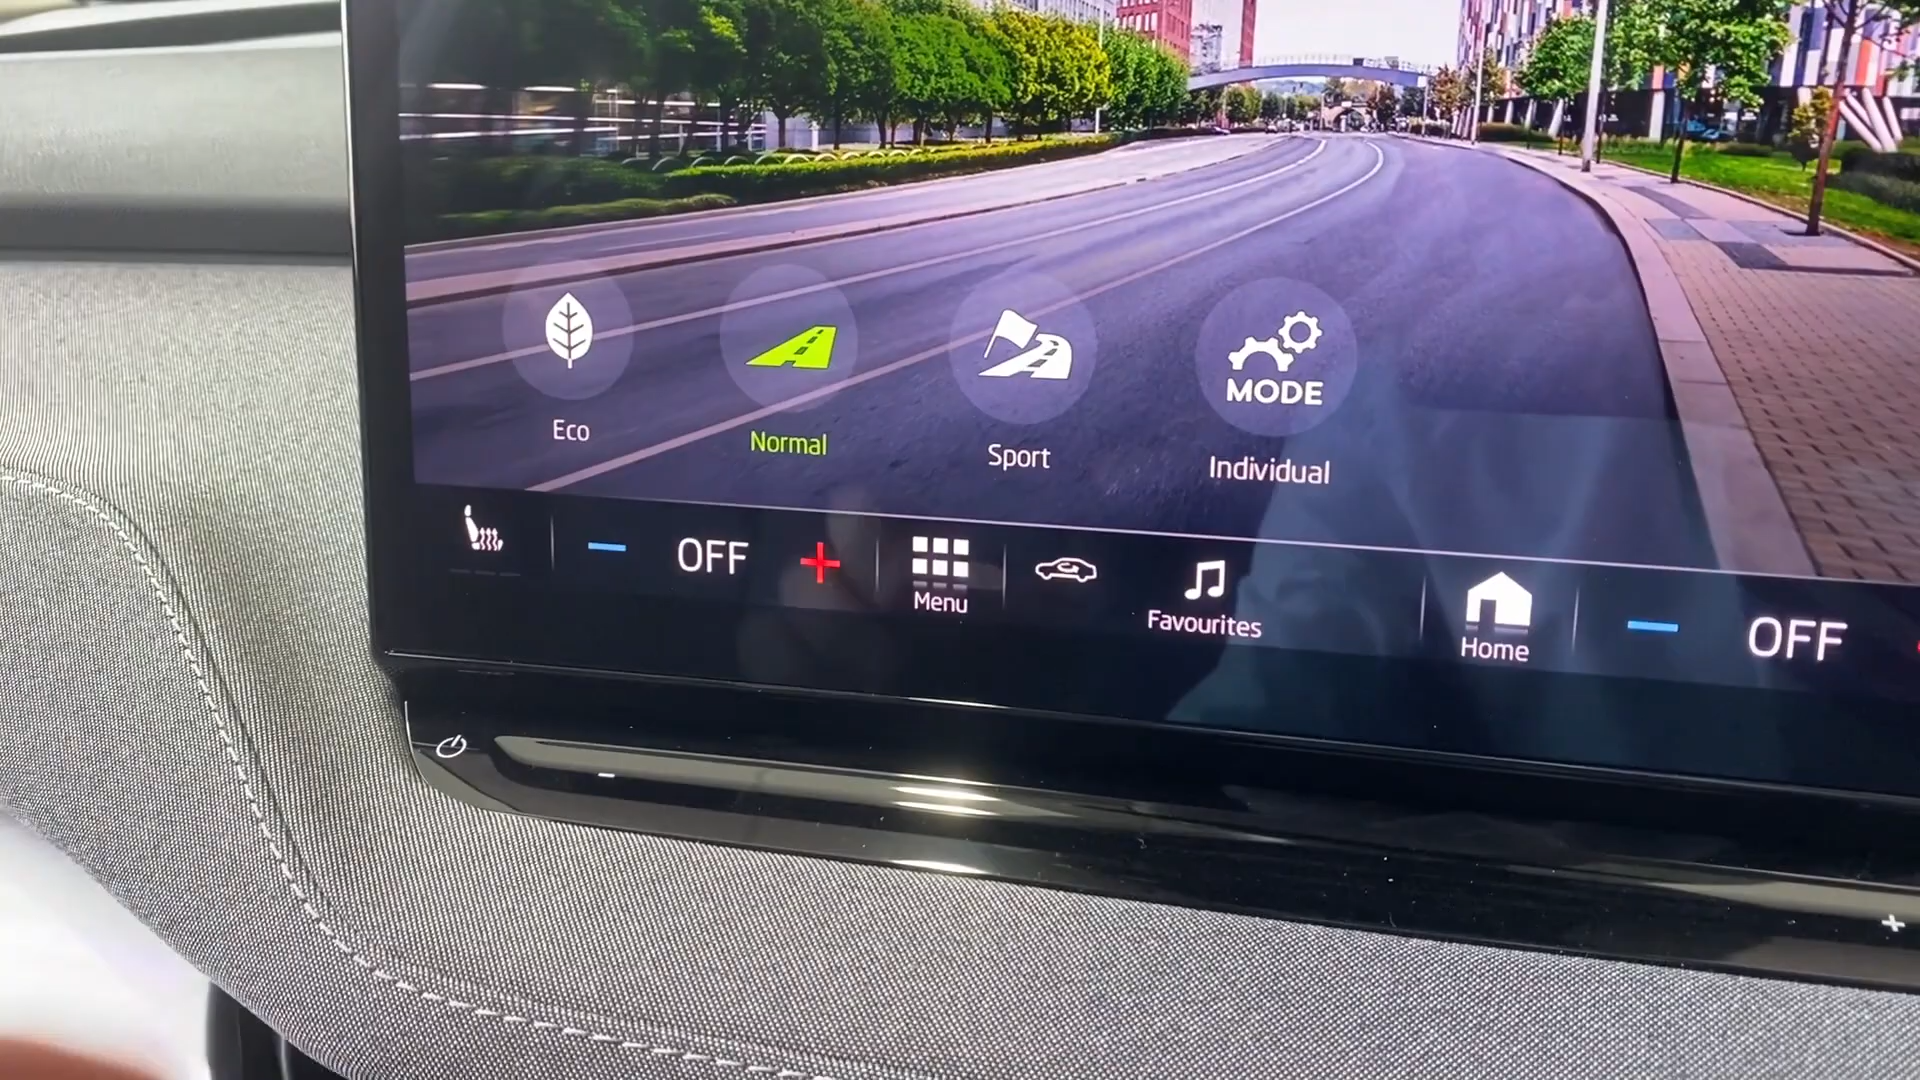 Eco
Normal
Sport
MODE
Individual
OFF
Menu
Favourites
Home
OFF